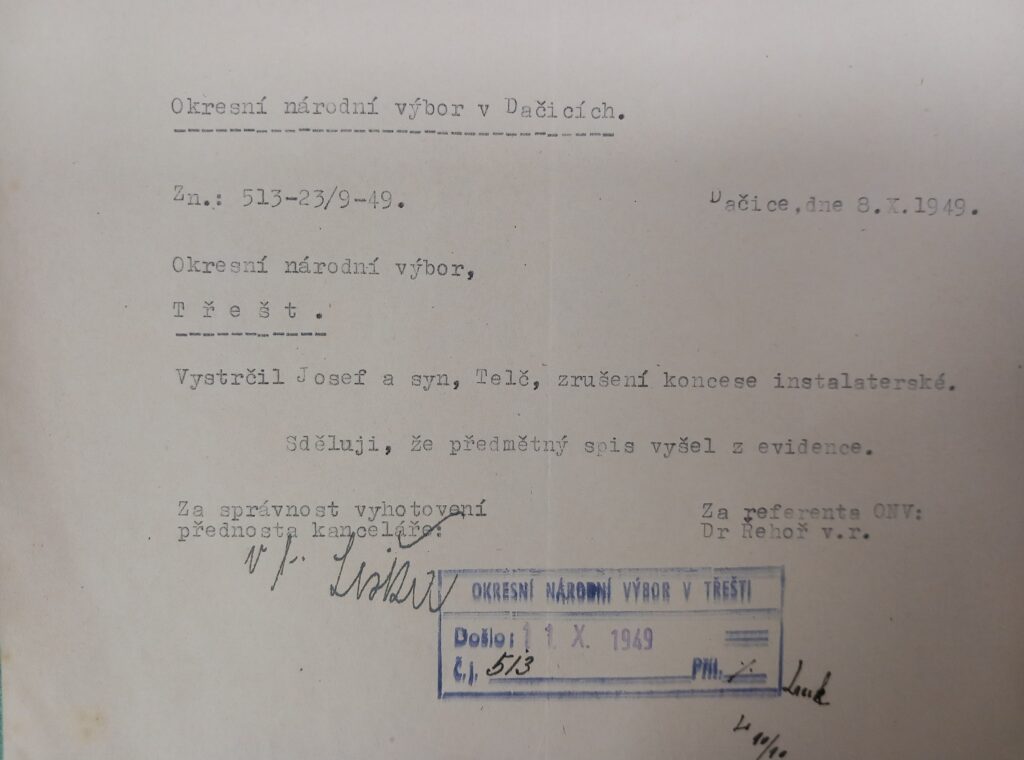 Okresní národní výbor v Dačicích.
Zn.: 513-23/9-49.
Dačice,dne 8.X.1949.
Okresní národní výbor,
T ř e š t .
Vystrčil Josef a syn, Telč, zrušení koncese instalaterské.
Sděluji, že předmětný spis vyšel z evidence.
Za správnost vyhotovení
přednosta kanceláře:
Za referenta ONV:
Dr Řehoř v.r.
OKRESNÍ NÁRODNÍ VÝBOR V TŘEŠTI
Došlo: 11. X. 1949
Č.j. 513 Příl.
10/10